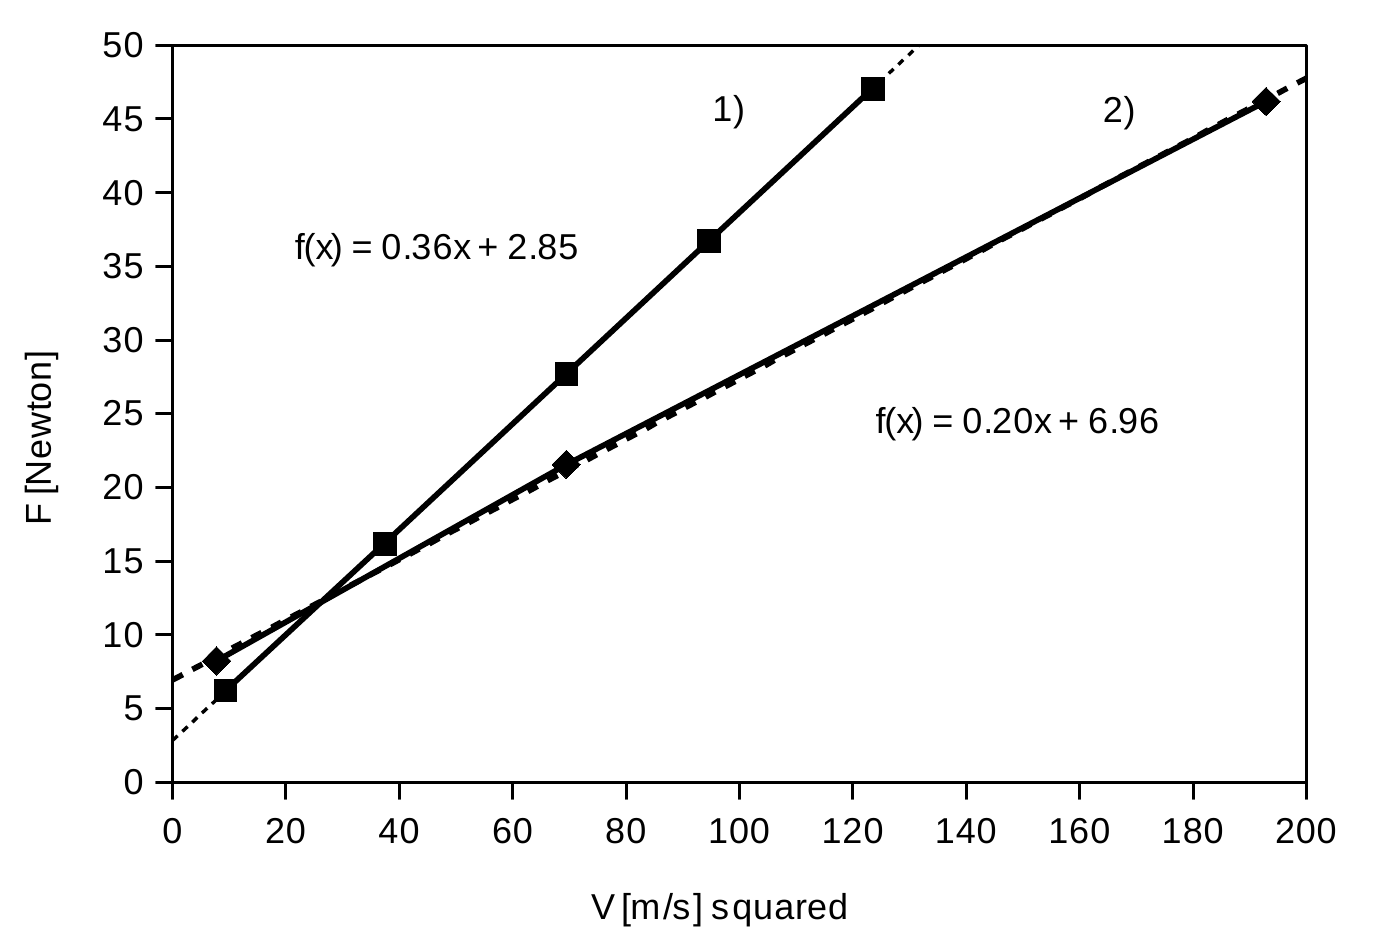 50
45
40
35
30
25
20
15
10
5
0
F [Newton]
1)
2)
f(x) = 0.36x + 2.85
f(x) = 0.20x + 6.96
0 20 40 60 80 100 120 140 160 180 200
V [m/s] squared